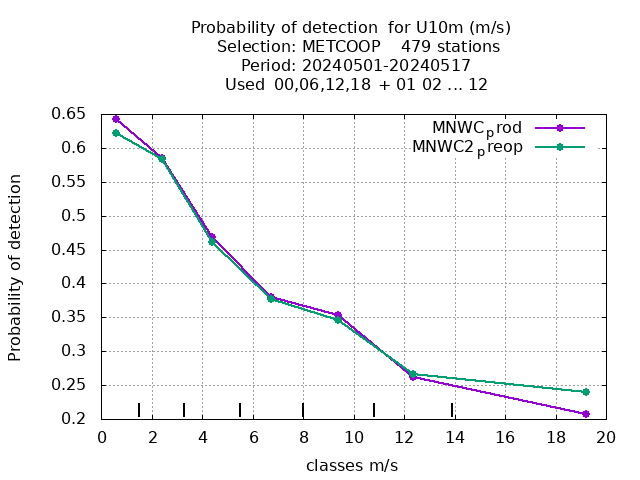 Probability of detection for U10m (m/s)
Selection: METCOOP 479 stations
Period: 20240501-20240517
Used 00,06,12,18 + 01 02 ... 12
MNWCprod
MNWC2preop
0.65
0.6
0.55
0.5
0.45
0.4
0.35
0.3
0.25
0.2
Probability of detection
0 2 4 6 8 10 12 14 16 18 20
classes m/s